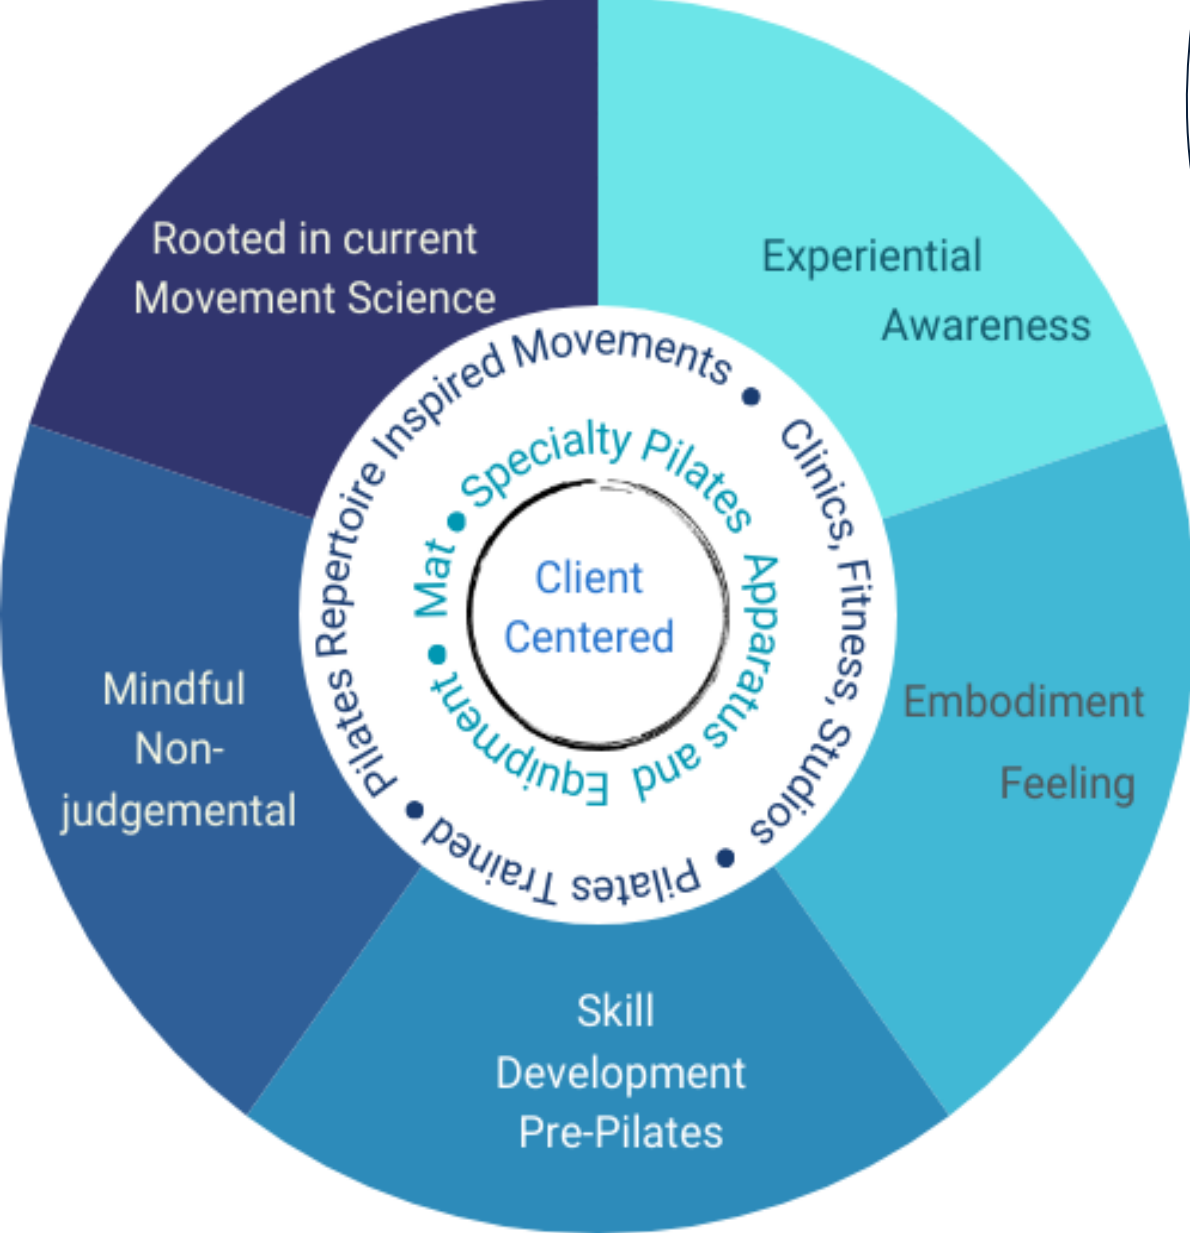 Rooted in current
Movement Science
Experiential
Awareness
Embodiment
Feeling
Skill
Development
Pre-Pilates
Mindful
Non-
judgemental
Pilates Repertoire Inspired Movements •
Clinics, Fitness, Studios •
Pilates Trained •
Specialty Pilates Apparatus and Equipment •
Mat •
Client
Centered